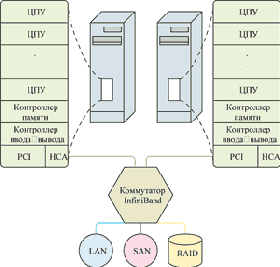 ЦПУ
ЦПУ
.
.
ЦПУ
Контроллер
памяти
Контроллер
ввода□вывода
PCI
HCA
ЦПУ
ЦПУ
.
.
ЦПУ
Контроллер
памяти
Контроллер
ввода□вывода
PCI
HCA
Коммутатор
InfiniBand
LAN
SAN
RAID